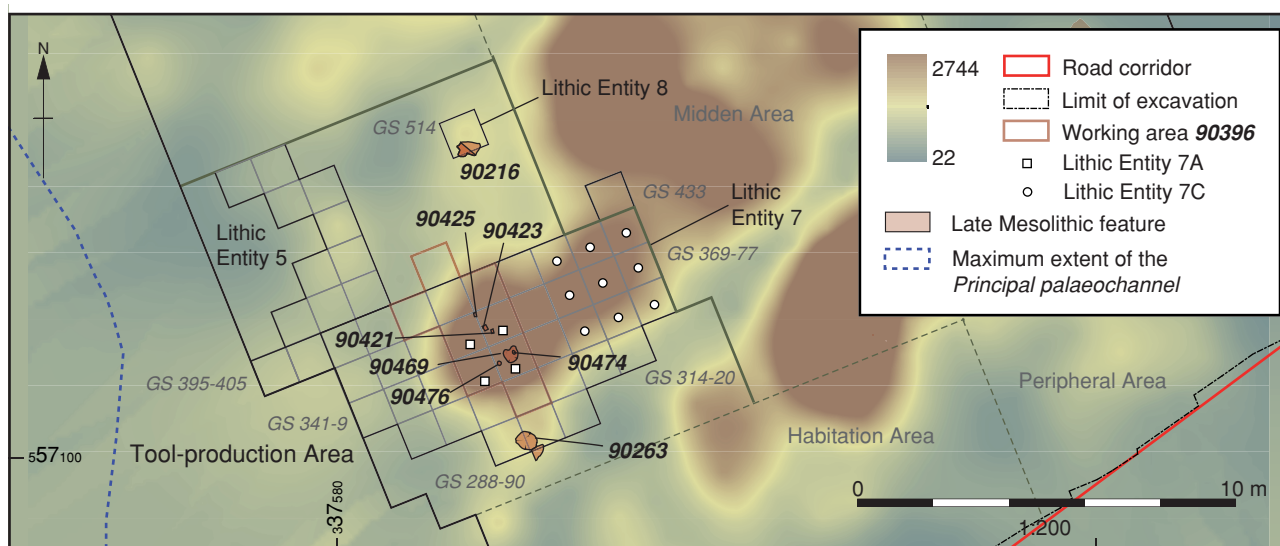 N
Lithic Entity 8
GS 514
Midden Area
90216
GS 433
Lithic
Entity 7
90425
90423
Lithic
Entity 5
GS 369-77
90421
90469
90474
90476
GS 395-405
GS 314-20
Peripheral Area
GS 341-9
Habitation Area
Tool-production Area
90263
557100
GS 288-90
337580
0
10 m
1:200
2744
22
Road corridor
Limit of excavation
Working area 90396
Lithic Entity 7A
Lithic Entity 7C
Late Mesolithic feature
Maximum extent of the
Principal palaeochannel